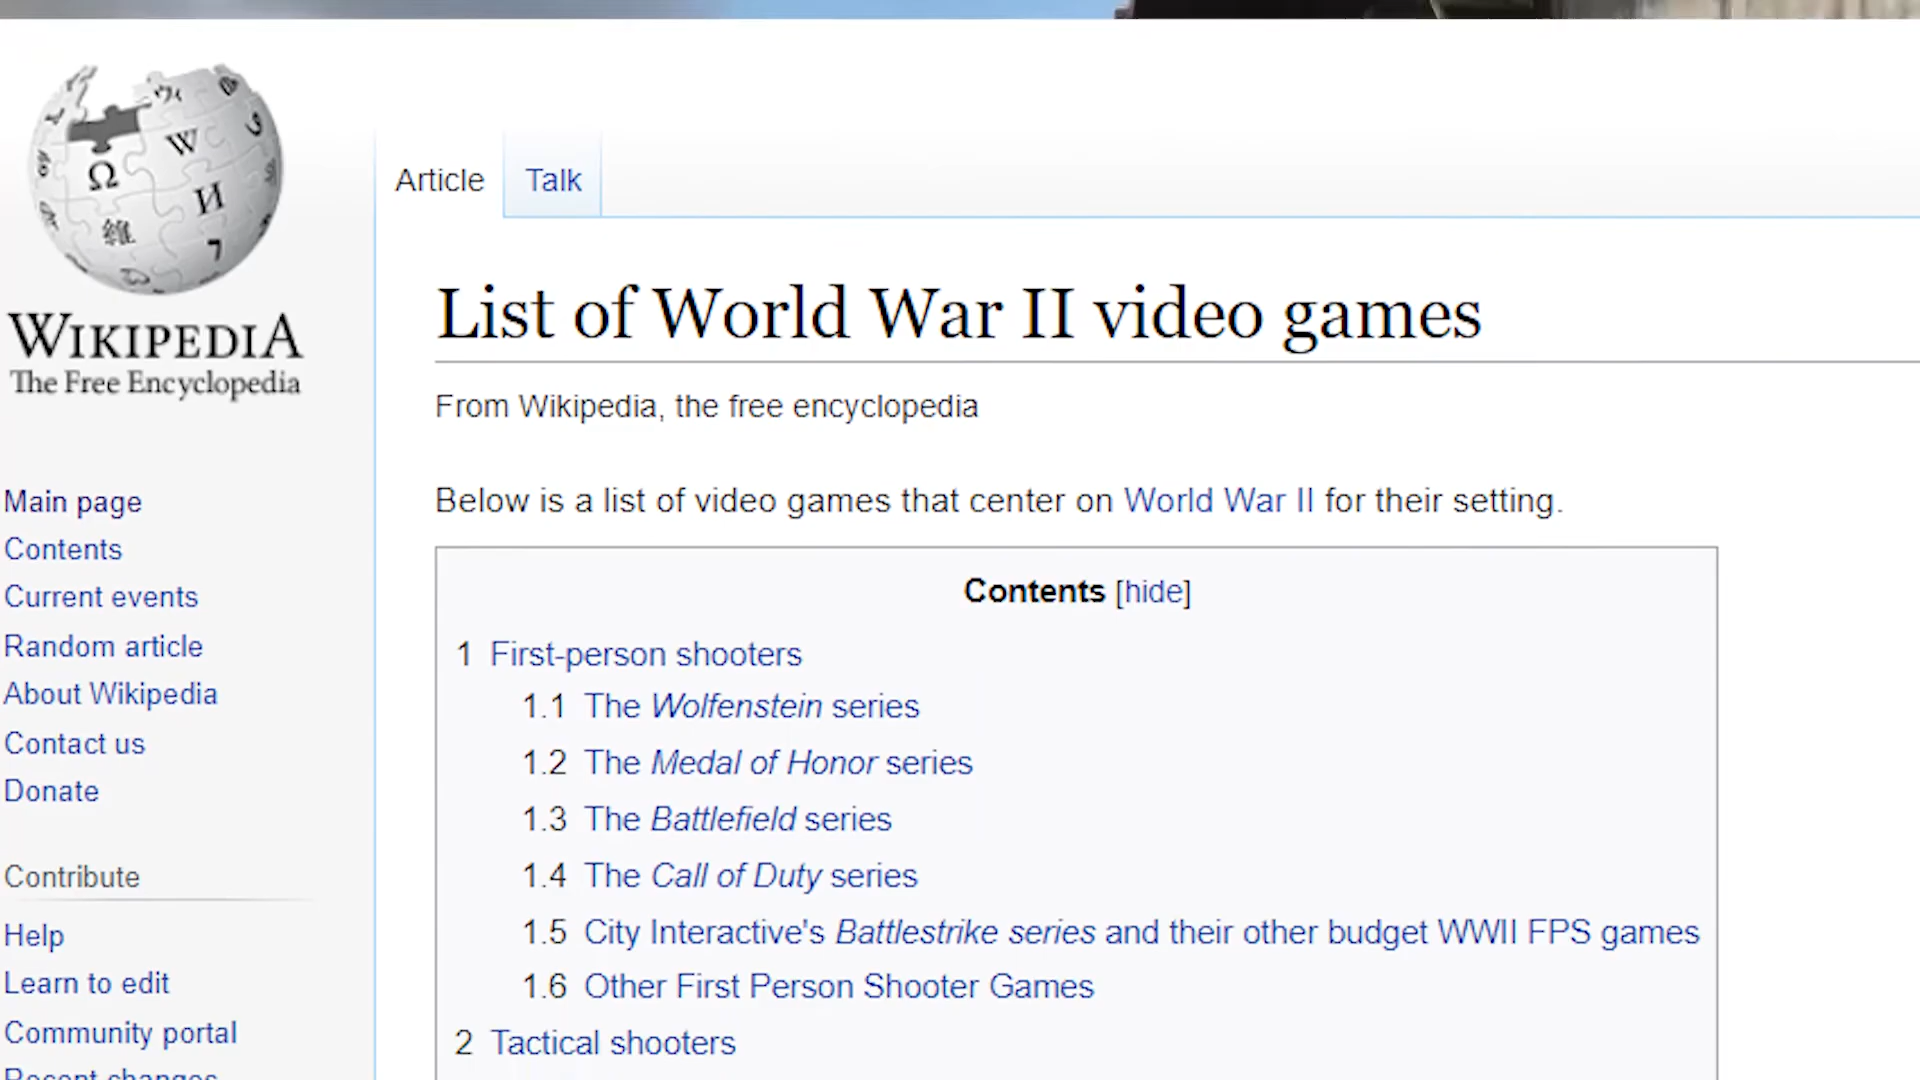 WIKIPEDIA
The Free Encyclopedia
Main page
Contents
Current events
Random article
About Wikipedia
Contact us
Donate
Contribute
Help
Learn to edit
Community portal
Recent changes
Article
Talk
List of World War II video games
From Wikipedia, the free encyclopedia
Below is a list of video games that center on World War II for their setting.
Contents [hide]
1 First-person shooters
1.1 The Wolfenstein series
1.2 The Medal of Honor series
1.3 The Battlefield series
1.4 The Call of Duty series
1.5 City Interactive's Battlestrike series and their other budget WWII FPS games
1.6 Other First Person Shooter Games
2 Tactical shooters